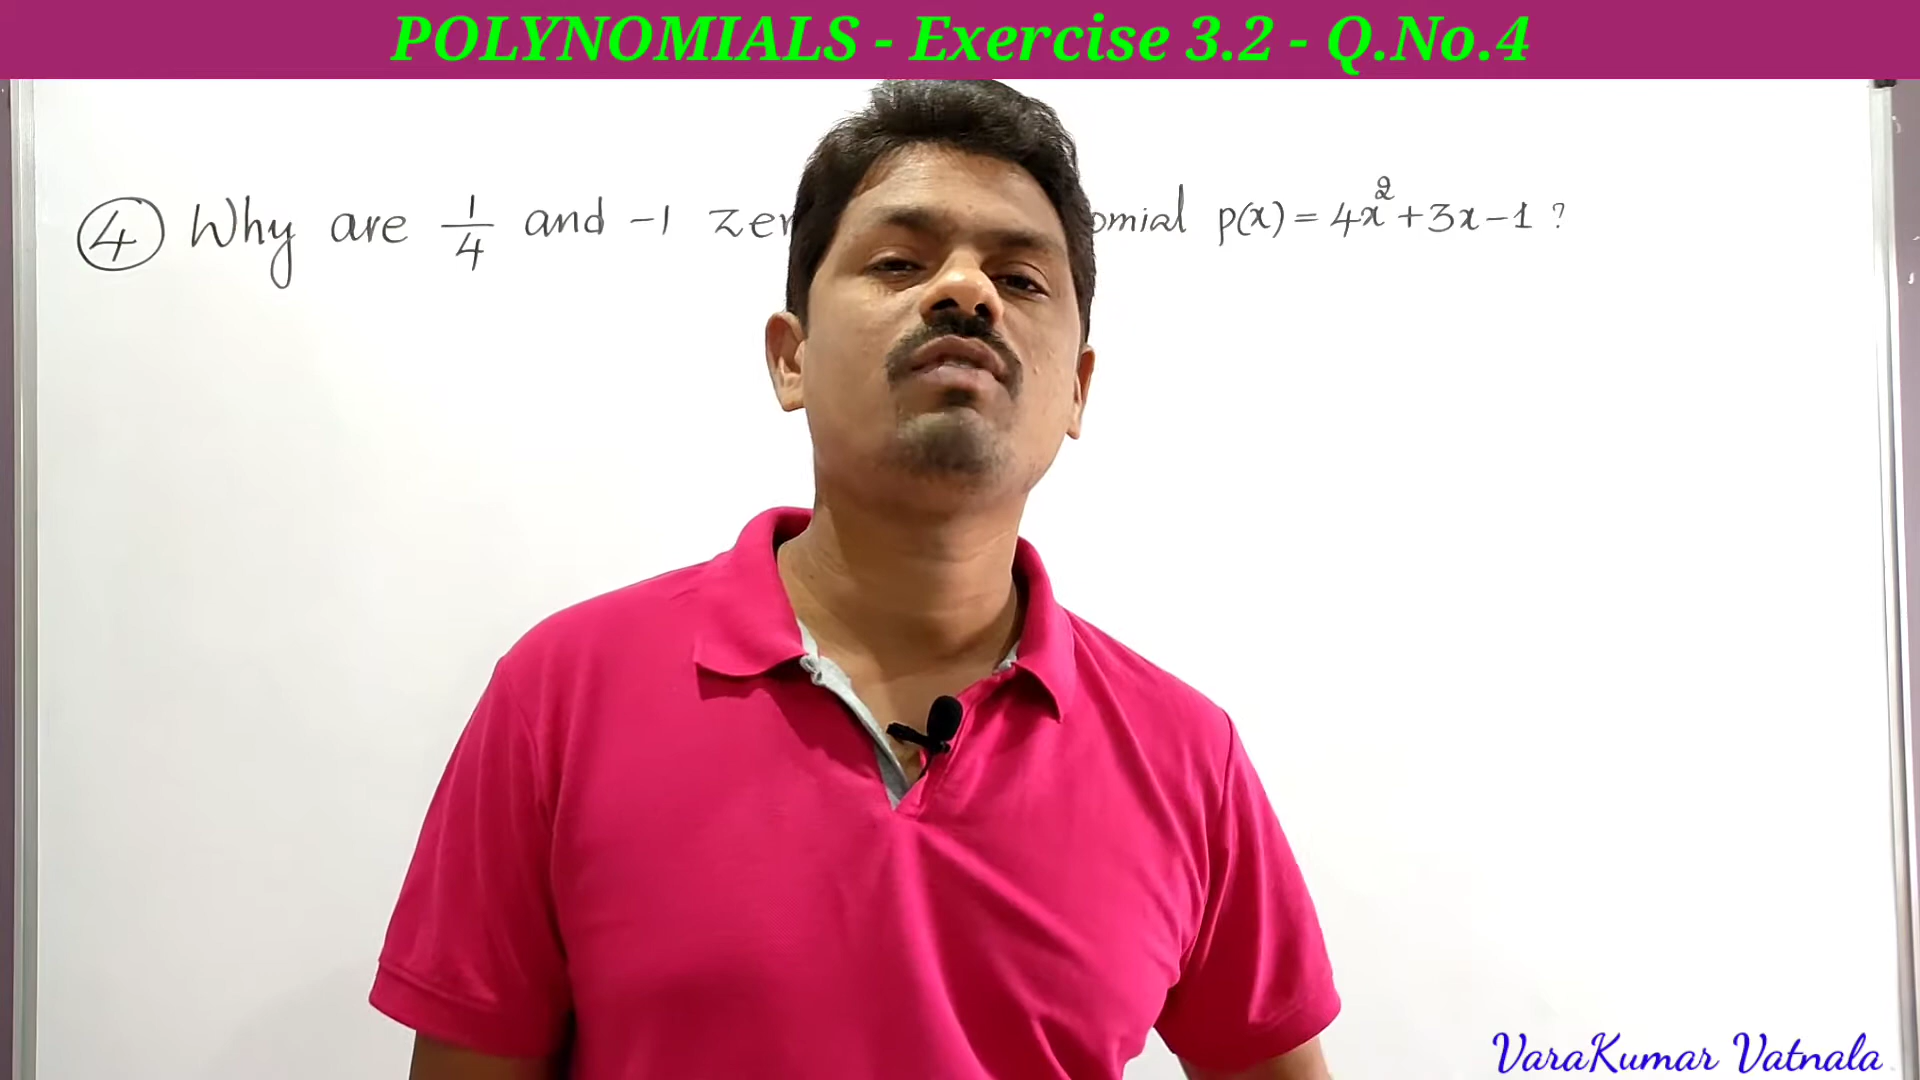 POLYNOMIALS - Exercise 3.2 - Q.No.4
④ Why are 1/4 and -1 zer omial p(x) = 4x²+3x-1 ?
VaraKumar Vatnala